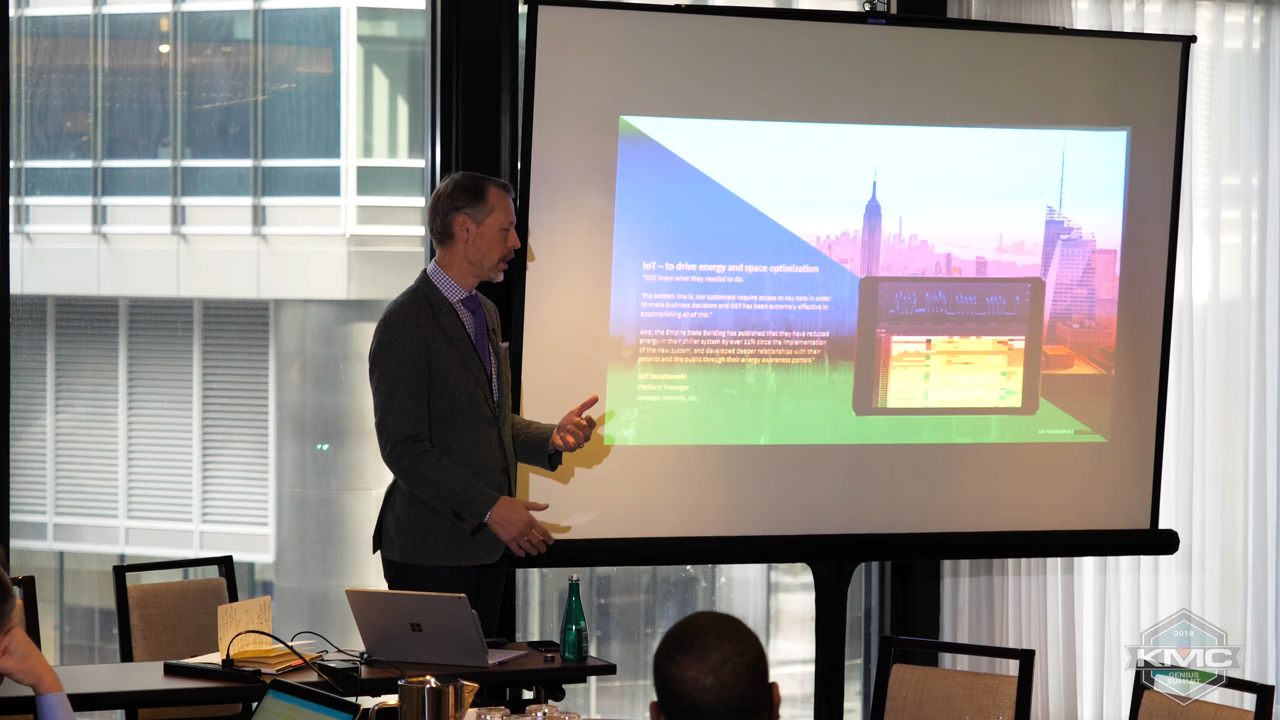 IoT – to drive energy and space optimization
"OST knew what they needed to do.
The bottom line is, our customers require access to key data in order
to make business decisions and OST has been extremely effective in
accomplishing all of this."
And, the Empire State Building has published that they have reduced
energy in their chiller system by over 11% since the implementation
of the new system, and developed deeper relationships with their
tenants and the public through their energy awareness portals."
Platform Manager
Johnson Controls, Inc.
2018
KMC
GENIUS
SUMMIT